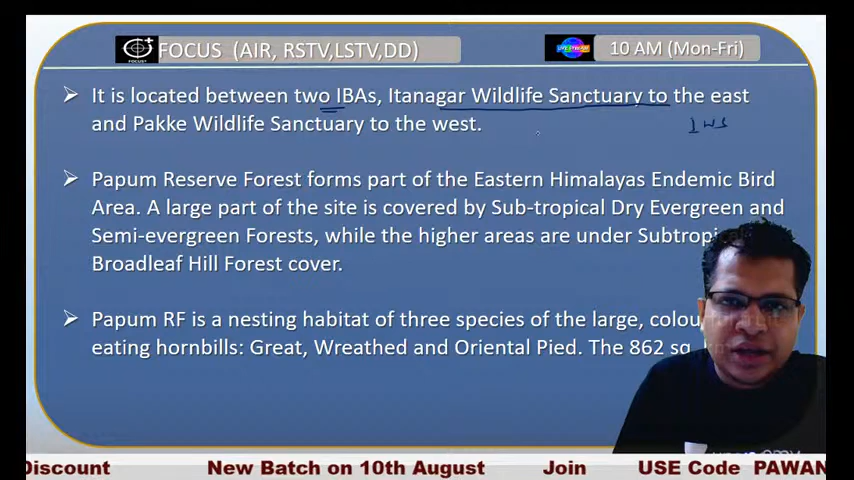 FOCUS (AIR, RSTV,LSTV,DD)
LIVE STREAM
10 AM (Mon-Fri)
It is located between two IBAs, Itanagar Wildlife Sanctuary to the east
and Pakke Wildlife Sanctuary to the west.
IWS
Papum Reserve Forest forms part of the Eastern Himalayas Endemic Bird
Area. A large part of the site is covered by Sub-tropical Dry Evergreen and
Semi-evergreen Forests, while the higher areas are under Subtropical
Broadleaf Hill Forest cover.
Papum RF is a nesting habitat of three species of the large,
eating hornbills: Great, Wreathed and Oriental Pied. The 862 sq
Discount New Batch on 10th August Join USE Code PAWAN